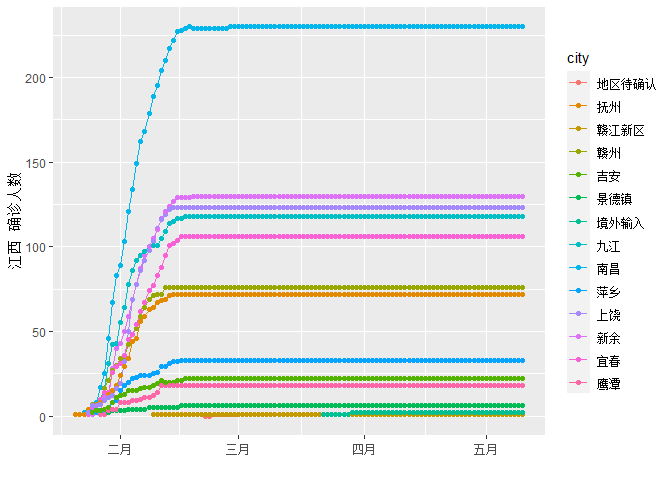 江西 确诊人数
200
150
100
50
0
二月
三月
四月
五月
city
地区待确认
抚州
赣江新区
赣州
吉安
景德镇
境外输入
九江
南昌
萍乡
上饶
新余
宜春
鹰潭